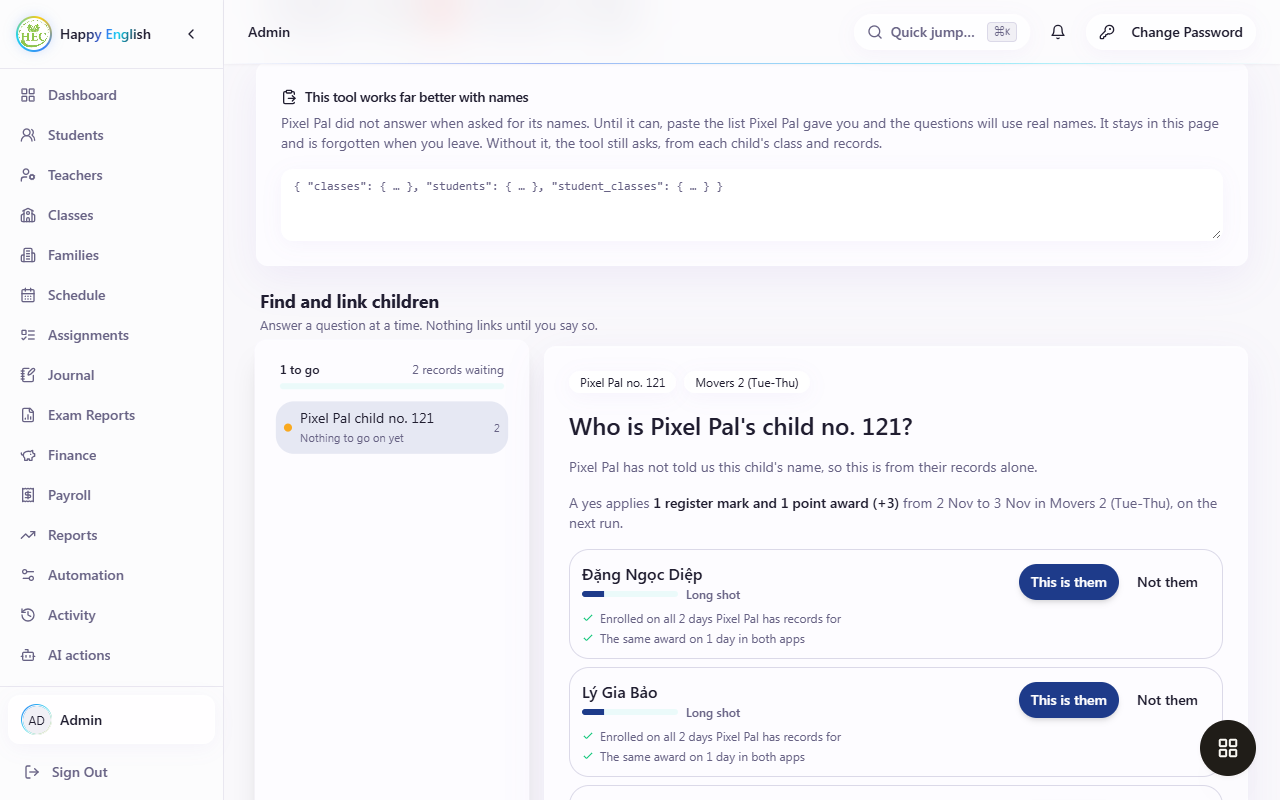 HEC
Happy English
Dashboard
Students
Teachers
Classes
Families
Schedule
Assignments
Journal
Exam Reports
Finance
Payroll
Reports
Automation
Activity
AI actions
AD Admin
Sign Out
Admin
Quick jump... ⌘K
Change Password
This tool works far better with names
Pixel Pal did not answer when asked for its names. Until it can, paste the list Pixel Pal gave you and the questions will use real names. It stays in this page
and is forgotten when you leave. Without it, the tool still asks, from each child's class and records.
{ "classes": { … }, "students": { … }, "student_classes": { … } }
Find and link children
Answer a question at a time. Nothing links until you say so.
1 to go 2 records waiting
Pixel Pal child no. 121 2
Nothing to go on yet
Pixel Pal no. 121 Movers 2 (Tue-Thu)
Who is Pixel Pal's child no. 121?
Pixel Pal has not told us this child's name, so this is from their records alone.
A yes applies 1 register mark and 1 point award (+3) from 2 Nov to 3 Nov in Movers 2 (Tue-Thu), on the
next run.
Đặng Ngọc Diệp
Long shot
Enrolled on all 2 days Pixel Pal has records for
The same award on 1 day in both apps
This is them Not them
Lý Gia Bảo
Long shot
Enrolled on all 2 days Pixel Pal has records for
The same award on 1 day in both apps
This is them Not them